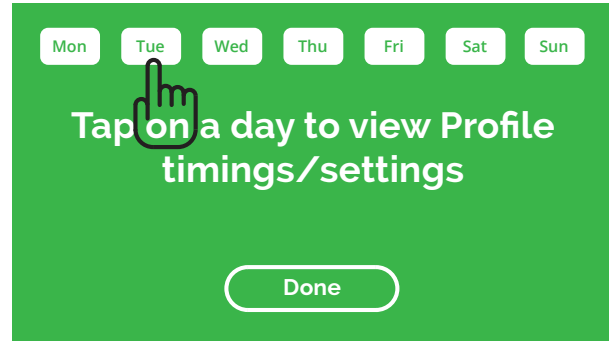 Mon Tue Wed Thu Fri Sat Sun
Tap on a day to view Profile
timings/settings
Done